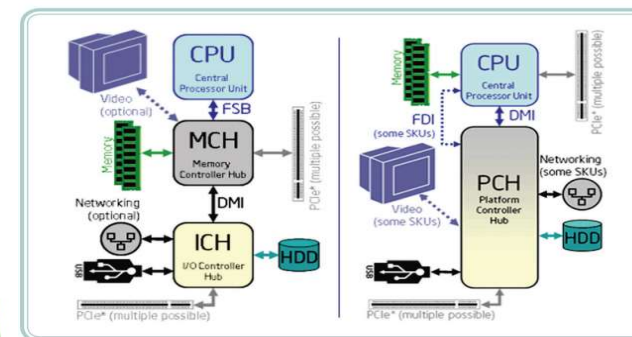 CPU
Central
Processor Unit
Video
(optional)
FSB
MCH
Memory
Controller Hub
Memory
PCIe* (multiple possible)
Networking
(optional)
DMI
ICH
I/O Controller
Hub
HDD
USB
PCIe* (multiple possible)
Memory
CPU
Central
Processor Unit
PCIe* (multiple possible)
FDI
(some SKUs)
DMI
PCH
Platform
Controller
Hub
Networking
(some SKUs)
Video
(some SKUs)
HDD
USB
PCIe* (multiple possible)